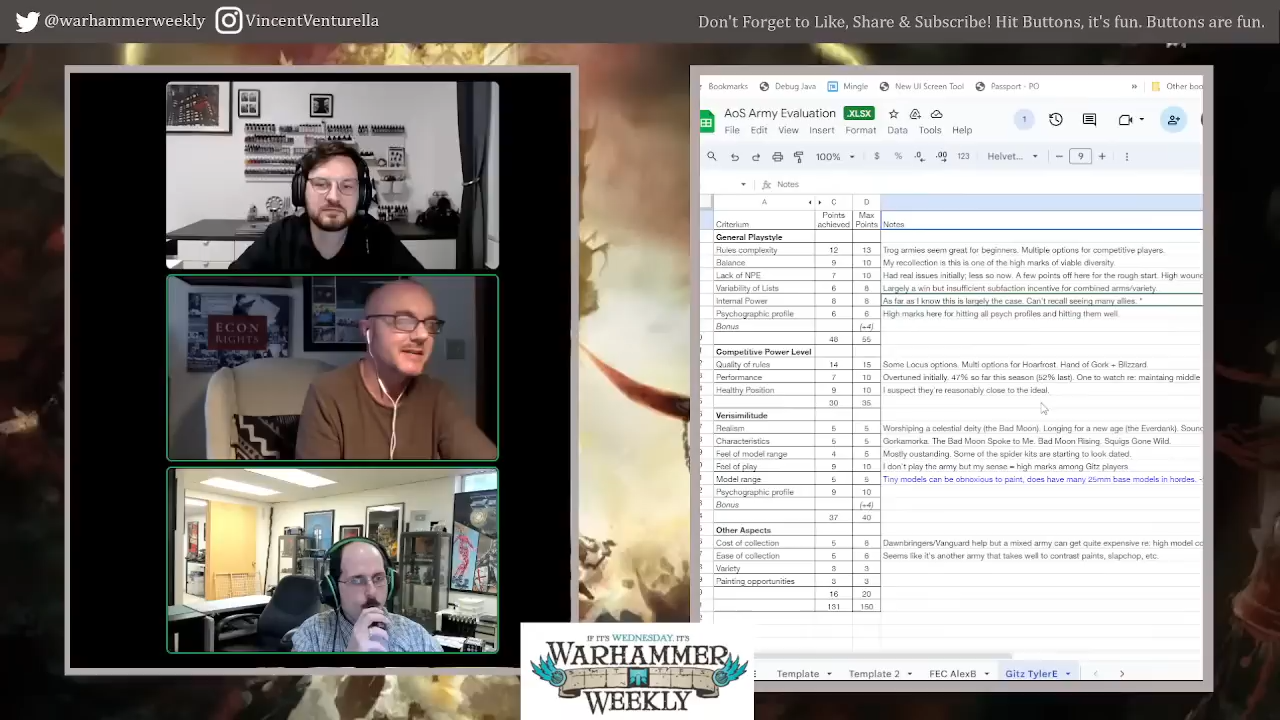 @warhammerweekly VincentVenturella
Don't Forget to Like, Share & Subscribe! Hit Buttons, it's fun. Buttons are fun.
ECON
RIGHTS
Bookmarks Debug Java Mingle New UI Screen Tool Passport - PO » Other boo
AoS Army Evaluation .XLSX
1
File Edit View Insert Format Data Tools Help
100% $ % .0 .00 123 Helvet... − 9 +
fx Notes
A C D
Criterium Points achieved Max Points Notes
General Playstyle
Rules complexity 12 13 Trog armies seem great for beginners. Multiple options for competitive players.
Balance 9 10 My recollection is this is one of the high marks of viable diversity.
Lack of NPE 7 10 Had real issues initially; less so now. A few points off here for the rough start. High woun
Variability of Lists 6 8 Largely a win but insufficient subfaction incentive for combined arms/variety.
Internal Power 8 8 As far as I know this is largely the case. Can't recall seeing many allies. *
Psychographic profile 6 6 High marks here for hitting all psych profiles and hitting them well.
Bonus (+4)
48 55
Competitive Power Level
Quality of rules 14 15 Some Locus options. Multi options for Hoarfrost. Hand of Gork + Blizzard.
Performance 7 10 Overtuned initially. 47% so far this season (52% last). One to watch re: maintaing middle
Healthy Position 9 10 I suspect they're reasonably close to the ideal.
30 35
Verisimilitude
Realism 5 5 Worshiping a celestial deity (the Bad Moon). Longing for a new age (the Everdank). Sound
Characteristics 5 5 Gorkamorka. The Bad Moon Spoke to Me. Bad Moon Rising. Squigs Gone Wild.
Feel of model range 4 5 Mostly oustanding. Some of the spider kits are starting to look dated.
Feel of play 9 10 I don't play the army but my sense = high marks among Gitz players
Model range 5 5 Tiny models can be obnoxious to paint, does have many 25mm base models in hordes. -
Psychographic profile 9 10
Bonus (+4)
37 40
Other Aspects
Cost of collection 5 8 Dawnbringers/Vanguard help but a mixed army can get quite expensive re: high model co
Ease of collection 5 6 Seems like it's another army that takes well to contrast paints, slapchop, etc.
Variety 3 3
Painting opportunities 3 3
16 20
131 150
Template Template 2 FEC AlexB Gitz TylerE
IF IT'S WEDNESDAY, IT'S
WARHAMMER
WEEKLY